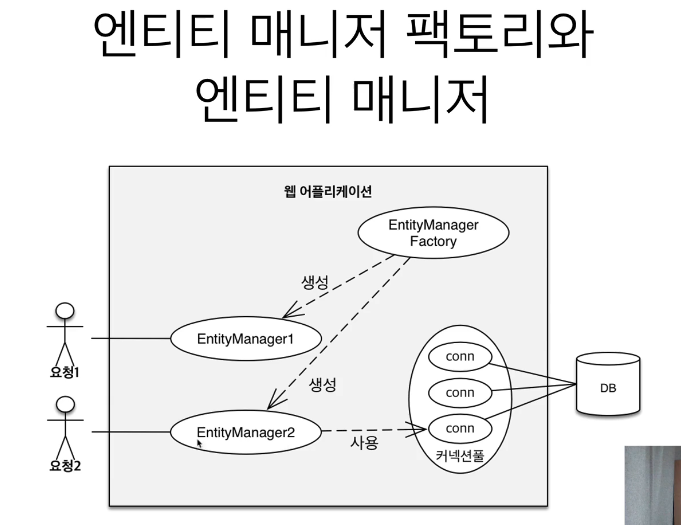 엔티티 매니저 팩토리와
엔티티 매니저
웹 어플리케이션
EntityManager
Factory
생성
EntityManager1
요청1
생성
conn
conn
conn
DB
EntityManager2
사용
커넥션풀
요청2